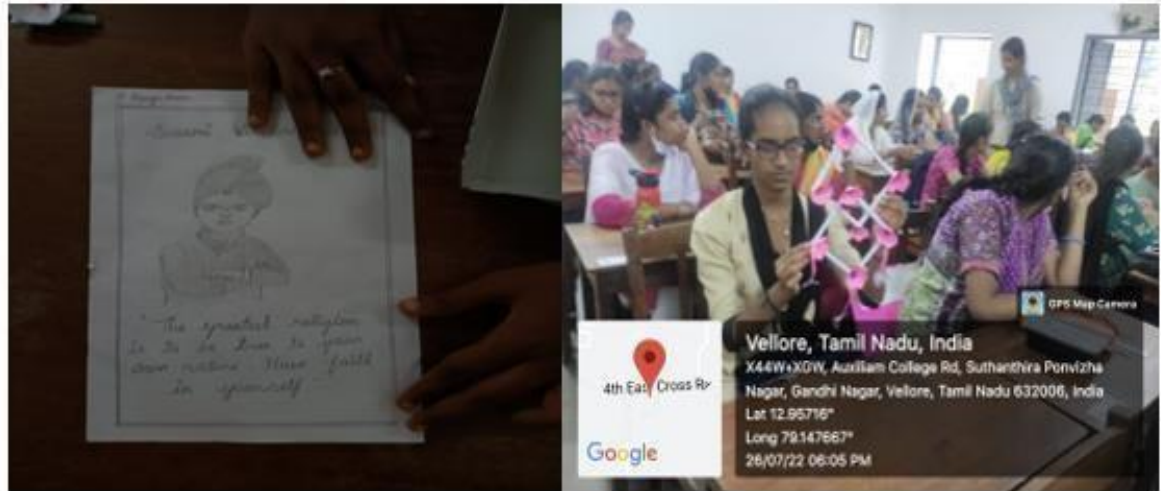 Swami
"The greatest religion
is to be true to your
own nature Have faith
in yourself"
GPS Map Camera
4th East Cross Rd
Google
Vellore, Tamil Nadu, India
X44W+XGW, Auxilium College Rd, Suthanthira Ponvizha
Nagar, Gandhi Nagar, Vellore, Tamil Nadu 632006, India
Lat 12.95716°
Long 79.147667°
26/07/22 06:05 PM